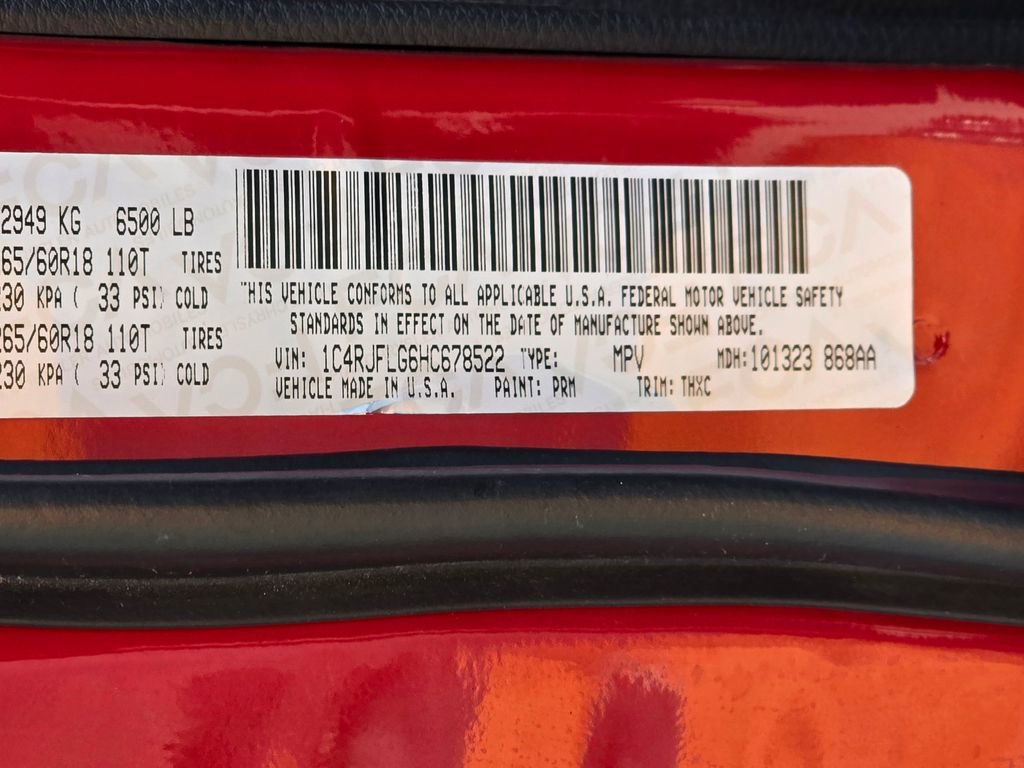 2949 KG 6500 LB
65/60R18 110T TIRES
230 KPA ( 33 PSI) COLD
265/60R18 110T TIRES
230 KPA ( 33 PSI) COLD
THIS VEHICLE CONFORMS TO ALL APPLICABLE U.S.A. FEDERAL MOTOR VEHICLE SAFETY
STANDARDS IN EFFECT ON THE DATE OF MANUFACTURE SHOWN ABOVE.
VIN: 1C4RJFLG6HC678522 TYPE: MPV MDH:101323 868AA
VEHICLE MADE IN U.S.A. PAINT: PRM TRIM: THXC